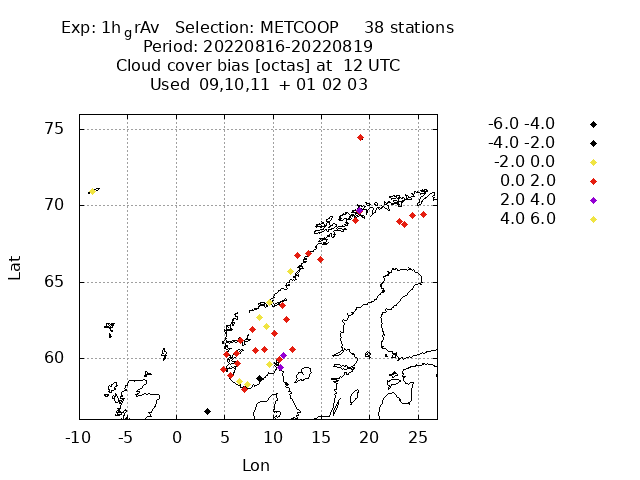 Exp: 1h grAv Selection: METCOOP 38 stations
Period: 20220816-20220819
Cloud cover bias [octas] at 12 UTC
Used 09,10,11 + 01 02 03
-6.0 -4.0
-4.0 -2.0
-2.0 0.0
0.0 2.0
2.0 4.0
4.0 6.0
75
70
65
60
Lat
-10 -5 0 5 10 15 20 25
Lon